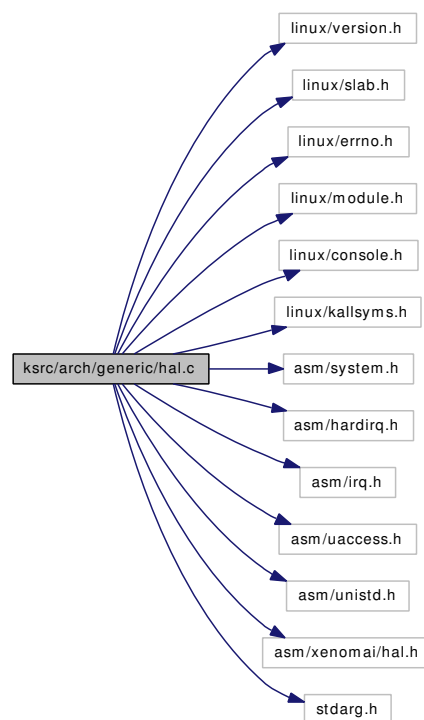 linux/version.h
linux/slab.h
linux/errno.h
linux/module.h
linux/console.h
linux/kallsyms.h
ksrc/arch/generic/hal.c
asm/system.h
asm/hardirq.h
asm/irq.h
asm/uaccess.h
asm/unistd.h
asm/xenomai/hal.h
stdarg.h